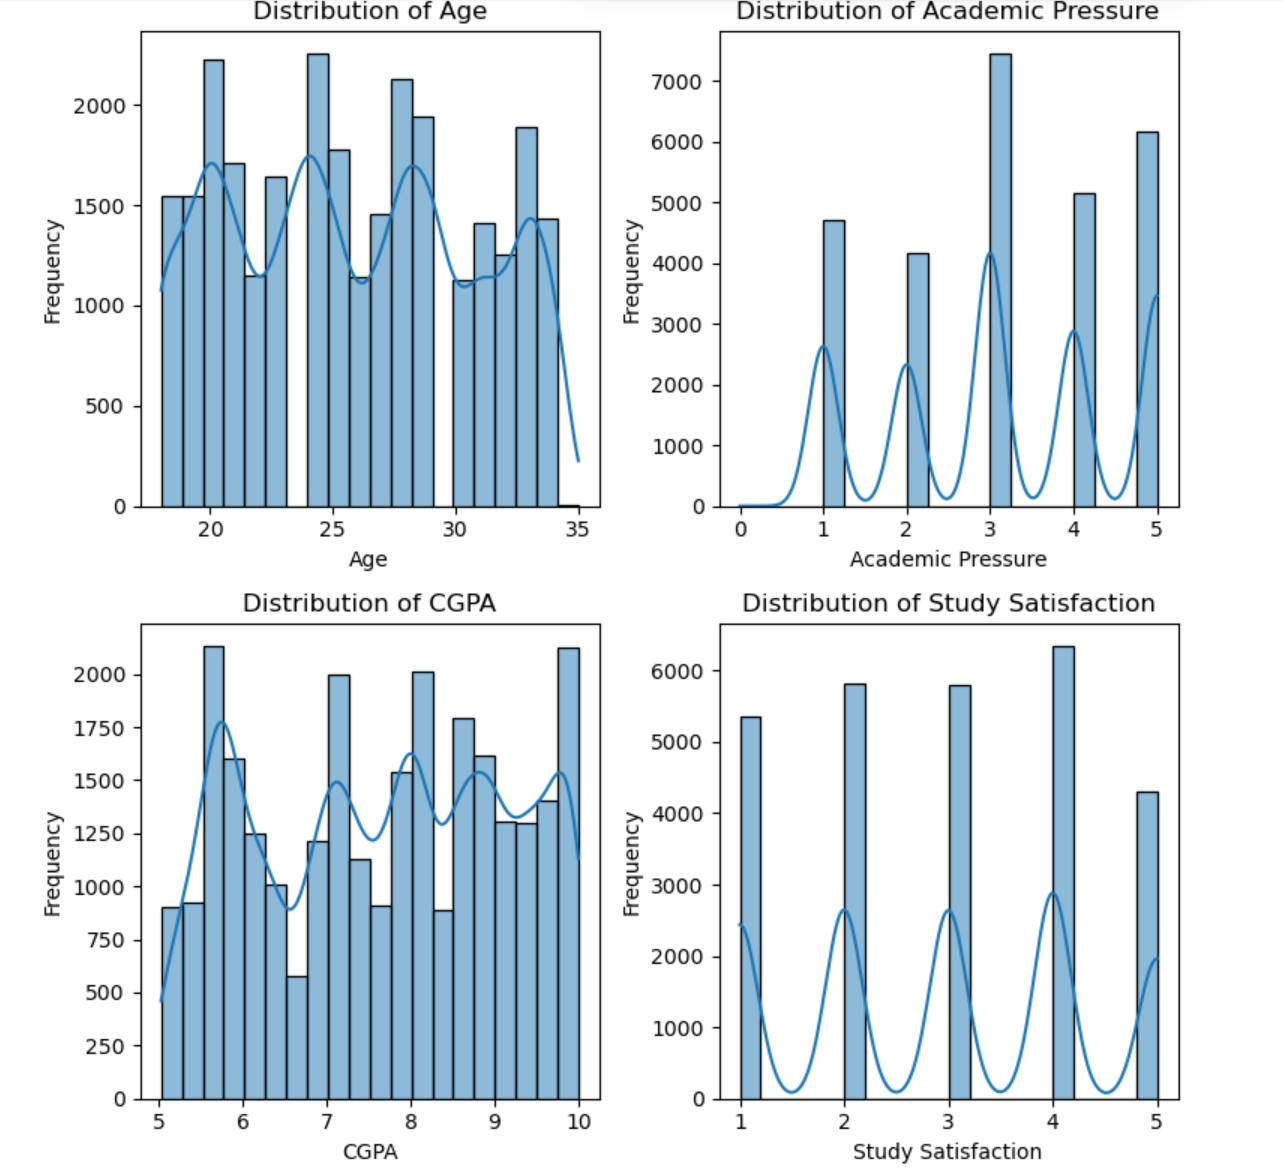 Distribution of Age
Distribution of Academic Pressure
2000
1500
1000
500
0
Frequency
20 25 30 35
Age
7000
6000
5000
4000
3000
2000
1000
0
Frequency
0 1 2 3 4 5
Academic Pressure
Distribution of CGPA
Distribution of Study Satisfaction
2000
1750
1500
1250
1000
750
500
250
0
Frequency
5 6 7 8 9 10
CGPA
6000
5000
4000
3000
2000
1000
0
Frequency
1 2 3 4 5
Study Satisfaction